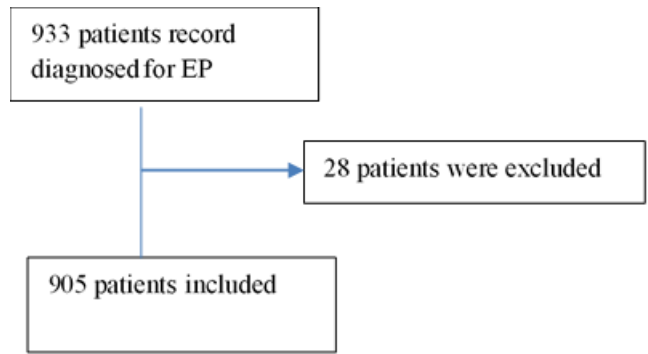 933 patients record
diagnosed for EP
28 patients were excluded
905 patients included